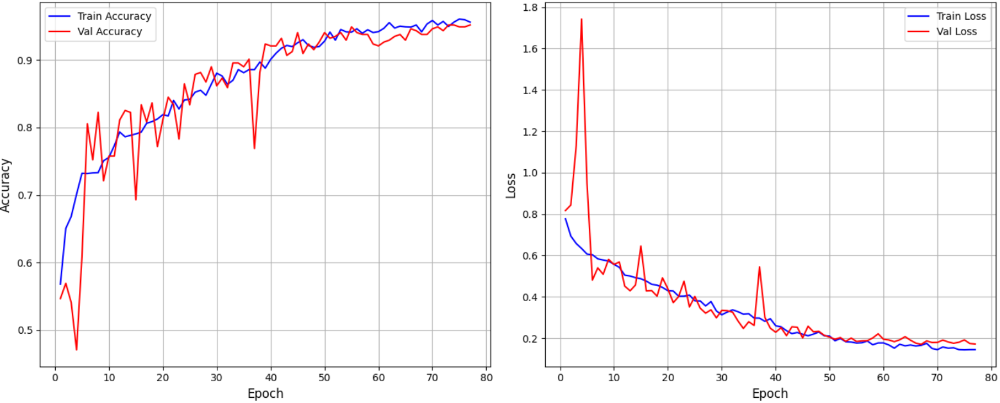 Train Accuracy
Val Accuracy
Accuracy
0.9
0.8
0.7
0.6
0.5
0 10 20 30 40 50 60 70 80
Epoch
Train Loss
Val Loss
Loss
1.8
1.6
1.4
1.2
1.0
0.8
0.6
0.4
0.2
0 10 20 30 40 50 60 70 80
Epoch